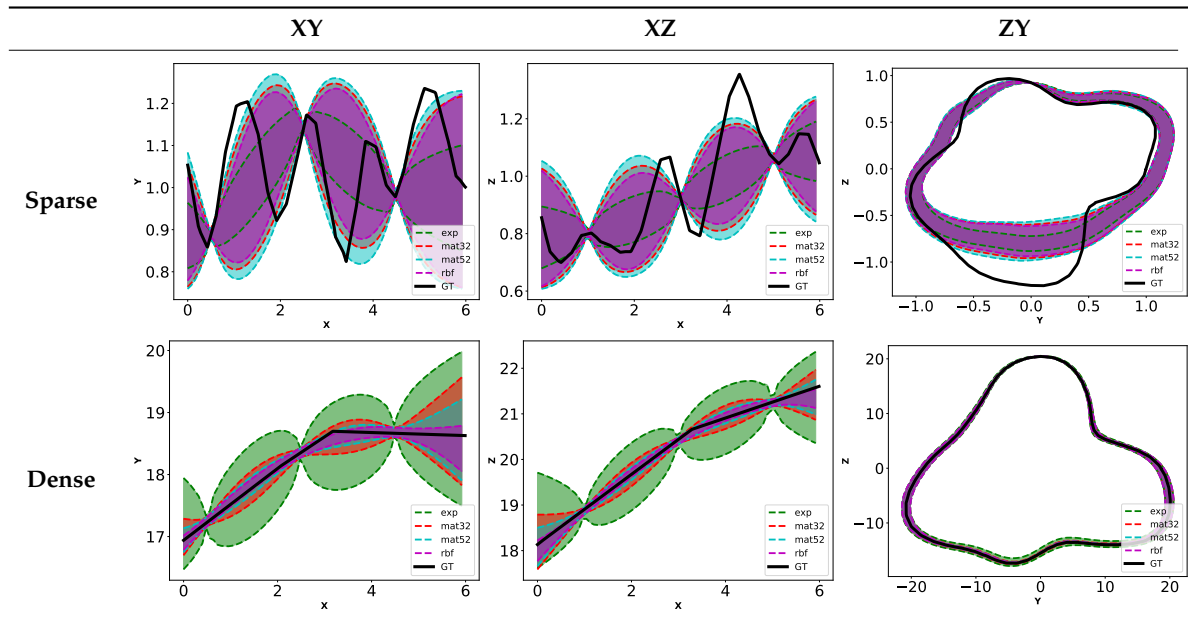 XY XZ ZY
Sparse
1.2
1.1
1.0
0.9
0.8
Y
0 2 4 6
X
exp
mat32
mat52
rbf
GT
1.2
1.0
0.8
0.6
Z
0 2 4 6
X
exp
mat32
mat52
rbf
GT
1.0
0.5
0.0
−0.5
−1.0
Z
−1.0 −0.5 0.0 0.5 1.0
Y
exp
mat32
mat52
rbf
GT
Dense
20
19
18
17
Y
0 2 4 6
X
exp
mat32
mat52
rbf
GT
22
21
20
19
18
Z
0 2 4 6
X
exp
mat32
mat52
rbf
GT
20
10
0
−10
Z
−20 −10 0 10 20
Y
exp
mat32
mat52
rbf
GT